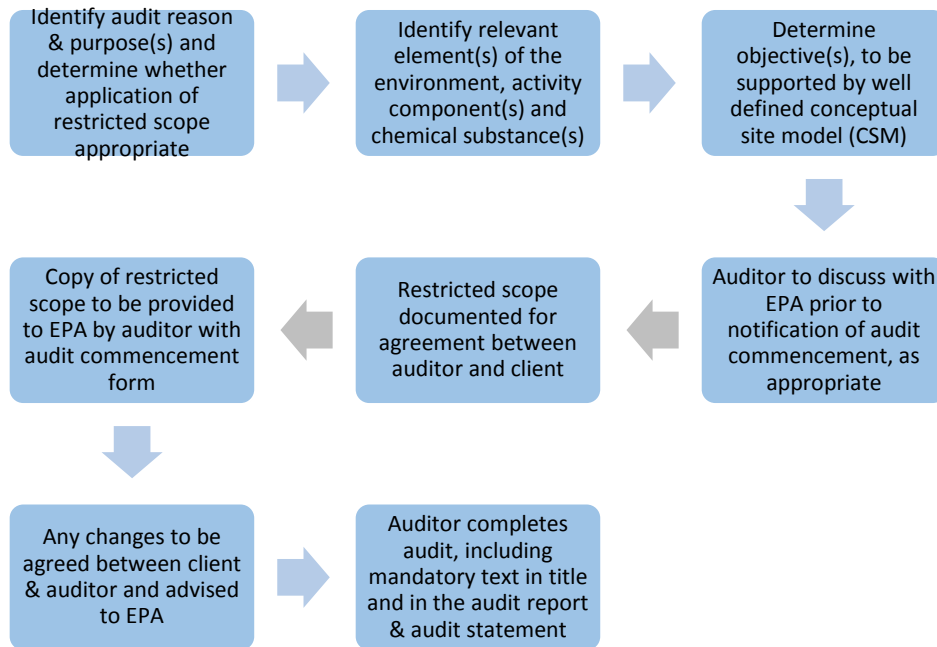 Identify audit reason
& purpose(s) and
determine whether
application of
restricted scope
appropriate
Identify relevant
element(s) of the
environment, activity
component(s) and
chemical substance(s)
Determine
objective(s), to be
supported by well
defined conceptual
site model (CSM)
Auditor to discuss with
EPA prior to
notification of audit
commencement, as
appropriate
Restricted scope
documented for
agreement between
auditor and client
Copy of restricted
scope to be provided
to EPA by auditor with
audit commencement
form
Any changes to be
agreed between client
& auditor and advised
to EPA
Auditor completes
audit, including
mandatory text in title
and in the audit report
& audit statement